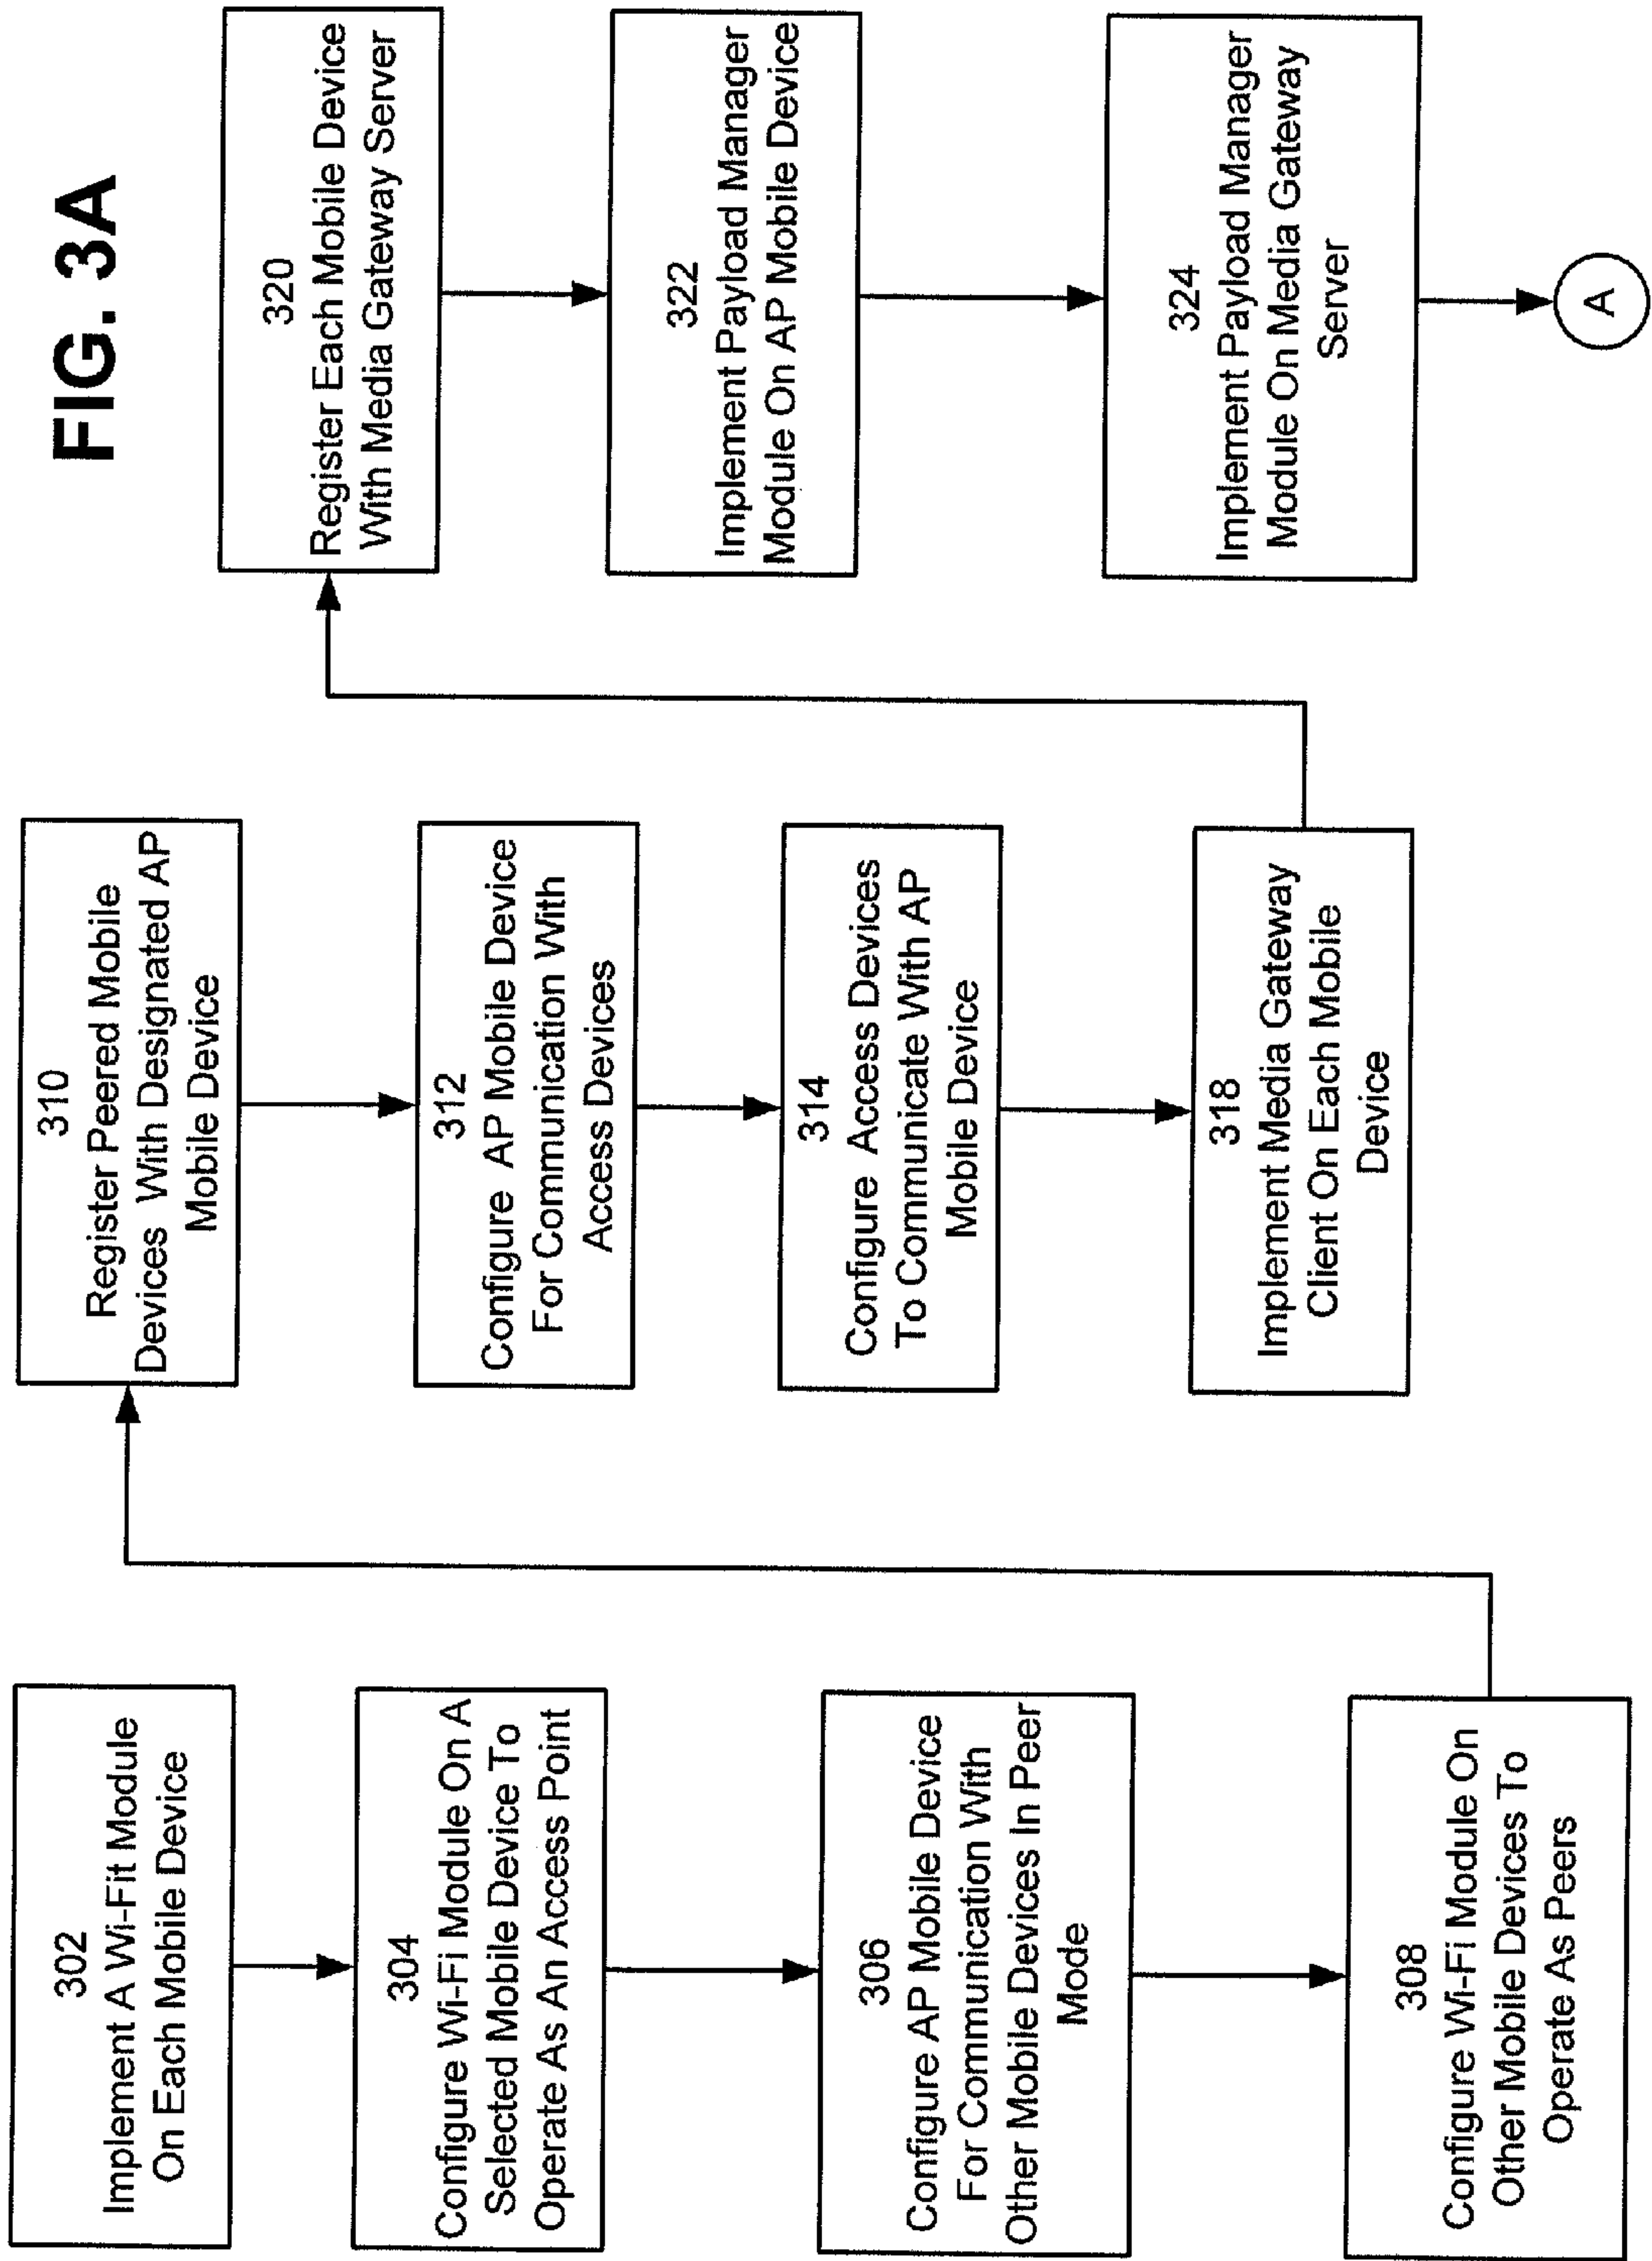 FIG. 3A
302
Implement A Wi-Fit Module
On Each Mobile Device
304
Configure Wi-Fi Module On A
Selected Mobile Device To
Operate As An Access Point
306
Configure AP Mobile Device
For Communication With
Other Mobile Devices In Peer
Mode
308
Configure Wi-Fi Module On
Other Mobile Devices To
Operate As Peers
310
Register Peered Mobile
Devices With Designated AP
Mobile Device
312
Configure AP Mobile Device
For Communication With
Access Devices
314
Configure Access Devices
To Communicate With AP
Mobile Device
318
Implement Media Gateway
Client On Each Mobile
Device
320
Register Each Mobile Device
With Media Gateway Server
322
Implement Payload Manager
Module On AP Mobile Device
324
Implement Payload Manager
Module On Media Gateway
Server
A